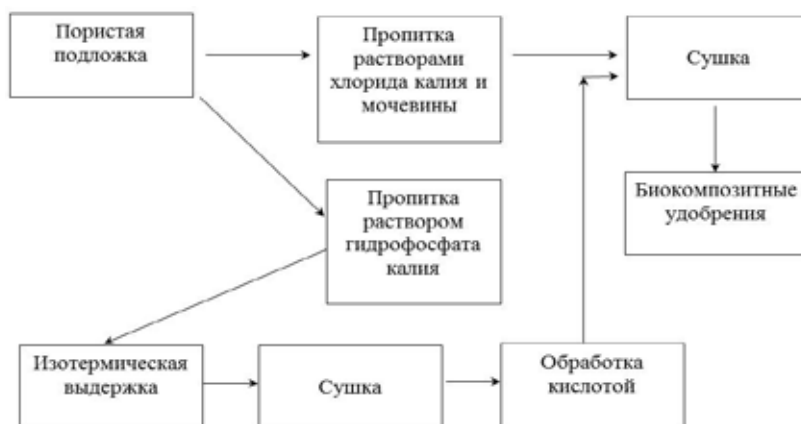 Пористая
подложка
Пропитка
растворами
хлорида калия и
мочевины
Сушка
Пропитка
раствором
гидрофосфата
калия
Биокомпозитные
удобрения
Изотермическая
выдержка
Сушка
Обработка
кислотой